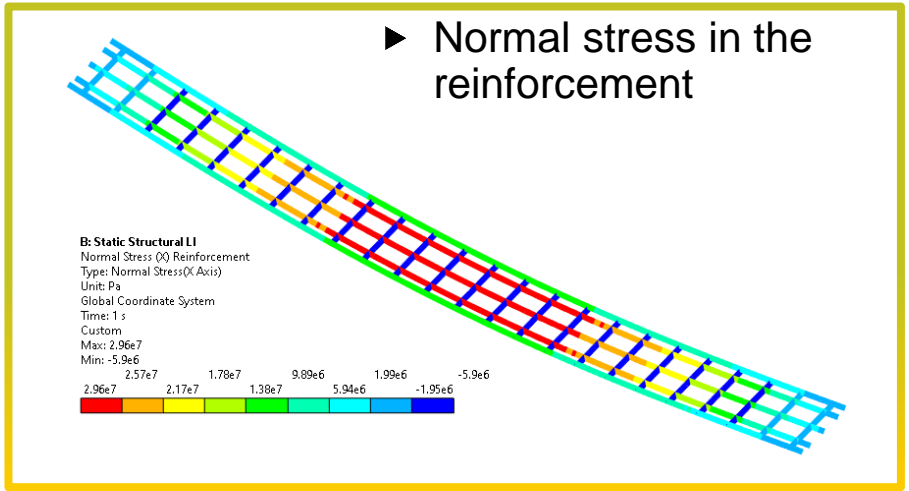 ► Normal stress in the
reinforcement
B: Static Structural LI
Normal Stress (X) Reinforcement
Type: Normal Stress(X Axis)
Unit: Pa
Global Coordinate System
Time: 1 s
Custom
Max: 2.96e7
Min: -5.9e6
2.57e7 1.78e7 9.89e6 1.99e6 -5.9e6
2.96e7 2.17e7 1.38e7 5.94e6 -1.95e6